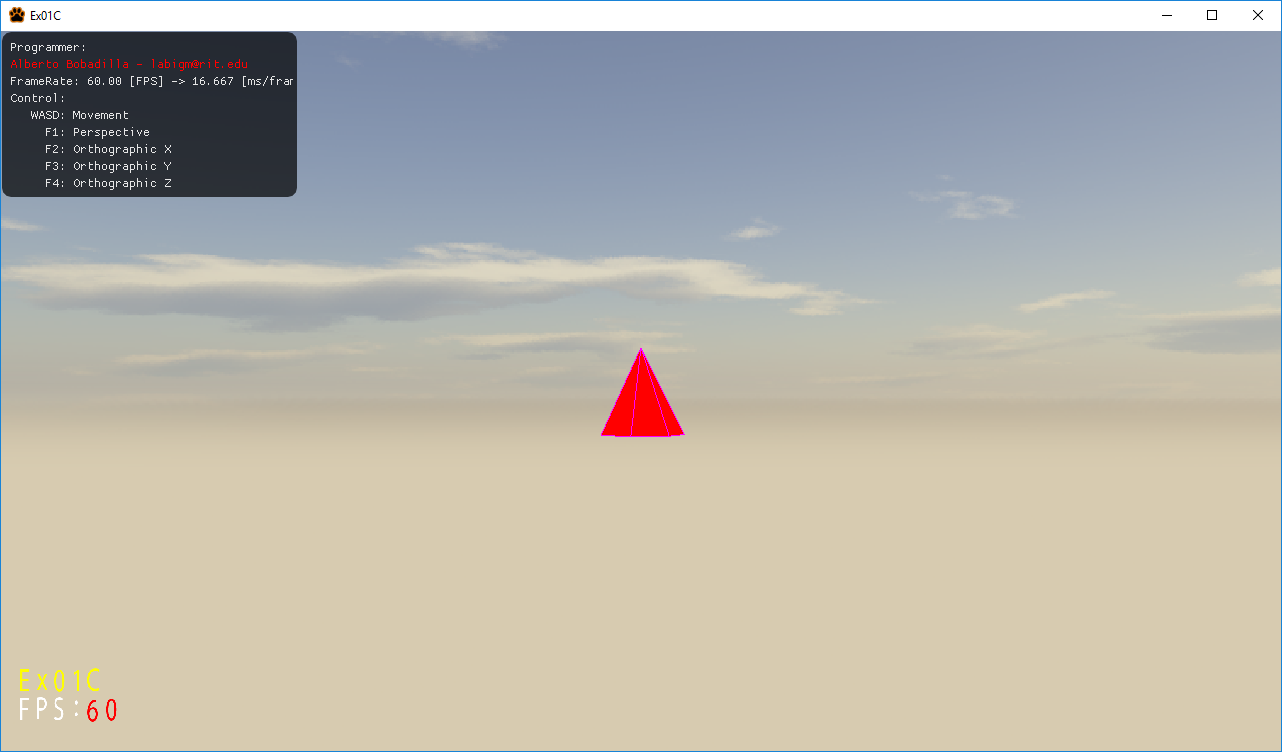 Ex01C
Programmer:
Alberto Bobadilla - labigm@rit.edu
FrameRate: 60.00 [FPS] -> 16.667 [ms/fram
Control:
WASD: Movement
F1: Perspective
F2: Orthographic X
F3: Orthographic Y
F4: Orthographic Z
Ex01C
FPS:60